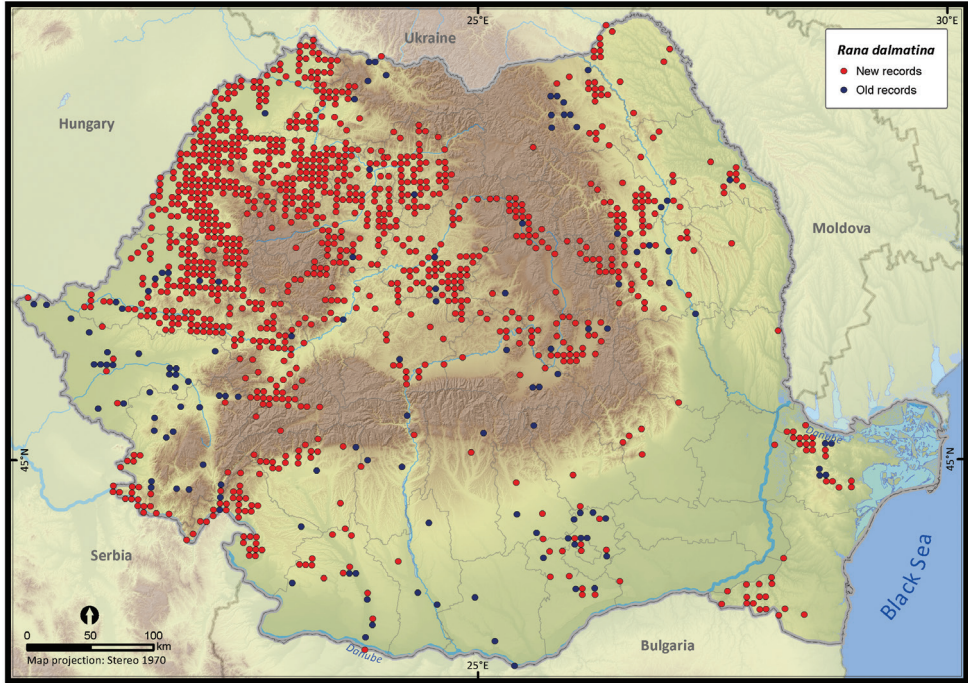 25°E
30°E
Ukraine
Rana dalmatina
New records
Old records
Hungary
Moldova
45°N
Danube
45°N
Serbia
Black Sea
0 50 100
km
Map projection: Stereo 1970
Danube
25°E
Bulgaria